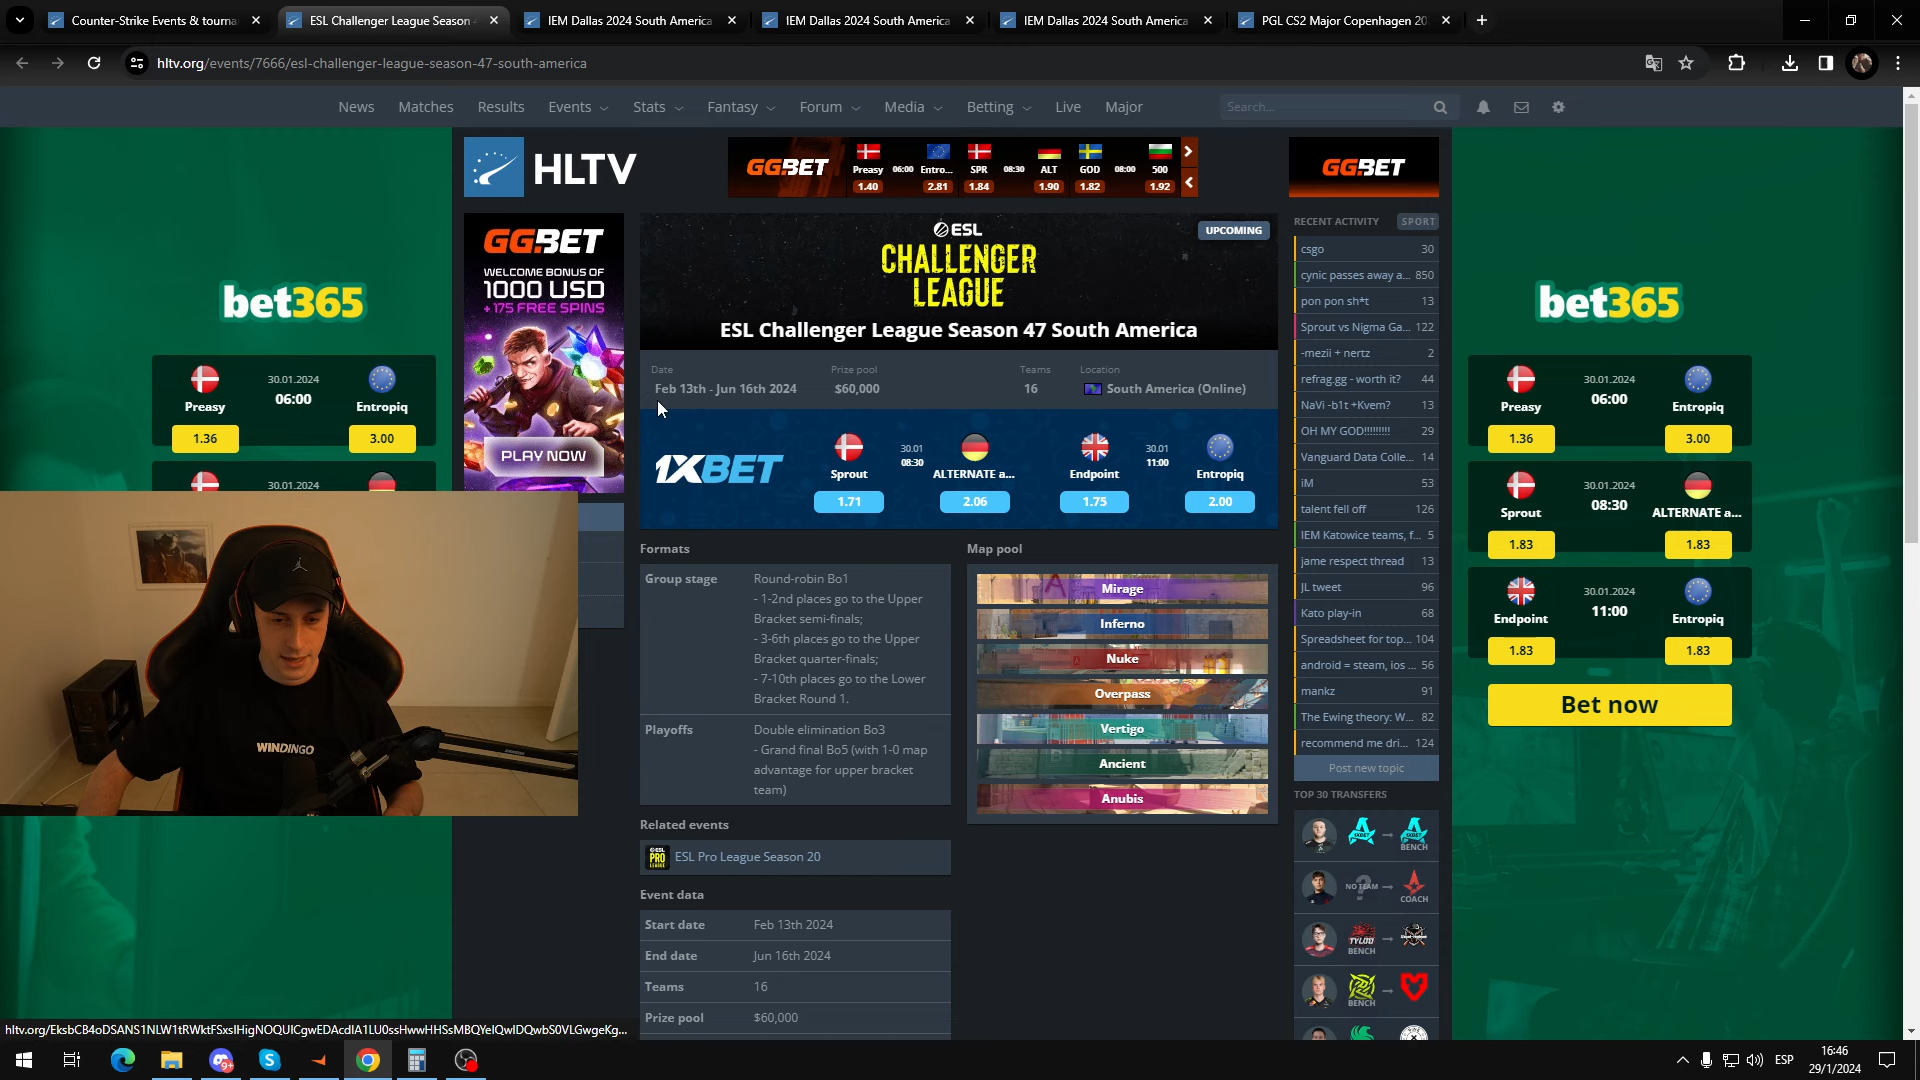 Counter-Strike Events & tourna
ESL Challenger League Season 4
IEM Dallas 2024 South America
IEM Dallas 2024 South America
IEM Dallas 2024 South America
PGL CS2 Major Copenhagen 20
hltv.org/events/7666/esl-challenger-league-season-47-south-america
News Matches Results Events Stats Fantasy Forum Media Betting Live Major
Search...
HLTV
GG.BET
Preasy 06:00 Entro... SPR 08:30 ALT GOD 08:00 500
1.40 2.81 1.84 1.90 1.82 1.92
GG.BET
bet365
Preasy
30.01.2024
06:00
Entropiq
1.36
3.00
30.01.2024
GG.BET
WELCOME BONUS OF
1000 USD
+ 175 FREE SPINS
PLAY NOW
ESL
CHALLENGER
LEAGUE
UPCOMING
ESL Challenger League Season 47 South America
Date Prize pool Teams Location
Feb 13th - Jun 16th 2024 $60,000 16 South America (Online)
1XBET
Sprout 30.01 08:30 ALTERNATE a...
1.71 2.06
Endpoint 30.01 11:00 Entropiq
1.75 2.00
Formats
Group stage
Round-robin Bo1
- 1-2nd places go to the Upper
Bracket semi-finals;
- 3-6th places go to the Upper
Bracket quarter-finals;
- 7-10th places go to the Lower
Bracket Round 1.
Playoffs
Double elimination Bo3
- Grand final Bo5 (with 1-0 map
advantage for upper bracket
team)
Related events
ESL PRO LEAGUE
ESL Pro League Season 20
Event data
Start date Feb 13th 2024
End date Jun 16th 2024
Teams 16
Prize pool $60,000
Map pool
Mirage
Inferno
Nuke
Overpass
Vertigo
Ancient
Anubis
RECENT ACTIVITY SPORT
csgo 30
cynic passes away a... 850
pon pon sh*t 13
Sprout vs Nigma Ga... 122
-mezii + nertz 2
refrag.gg - worth it? 44
NaVi -b1t +Kvem? 13
OH MY GOD!!!!!!!!! 29
Vanguard Data Colle... 14
iM 53
talent fell off 126
IEM Katowice teams, f... 5
jame respect thread 13
JL tweet 96
Kato play-in 68
Spreadsheet for top... 104
android = steam, ios ... 56
mankz 91
The Ewing theory: W... 82
recommend me dri... 124
Post new topic
TOP 30 TRANSFERS
BENCH
NO TEAM
?
COACH
TYLOO
BENCH
BENCH
bet365
Preasy
30.01.2024
06:00
Entropiq
1.36
3.00
Sprout
30.01.2024
08:30
ALTERNATE a...
1.83
1.83
Endpoint
30.01.2024
11:00
Entropiq
1.83
1.83
Bet now
WINDINGO
9+
ESP
16:46
29/1/2024